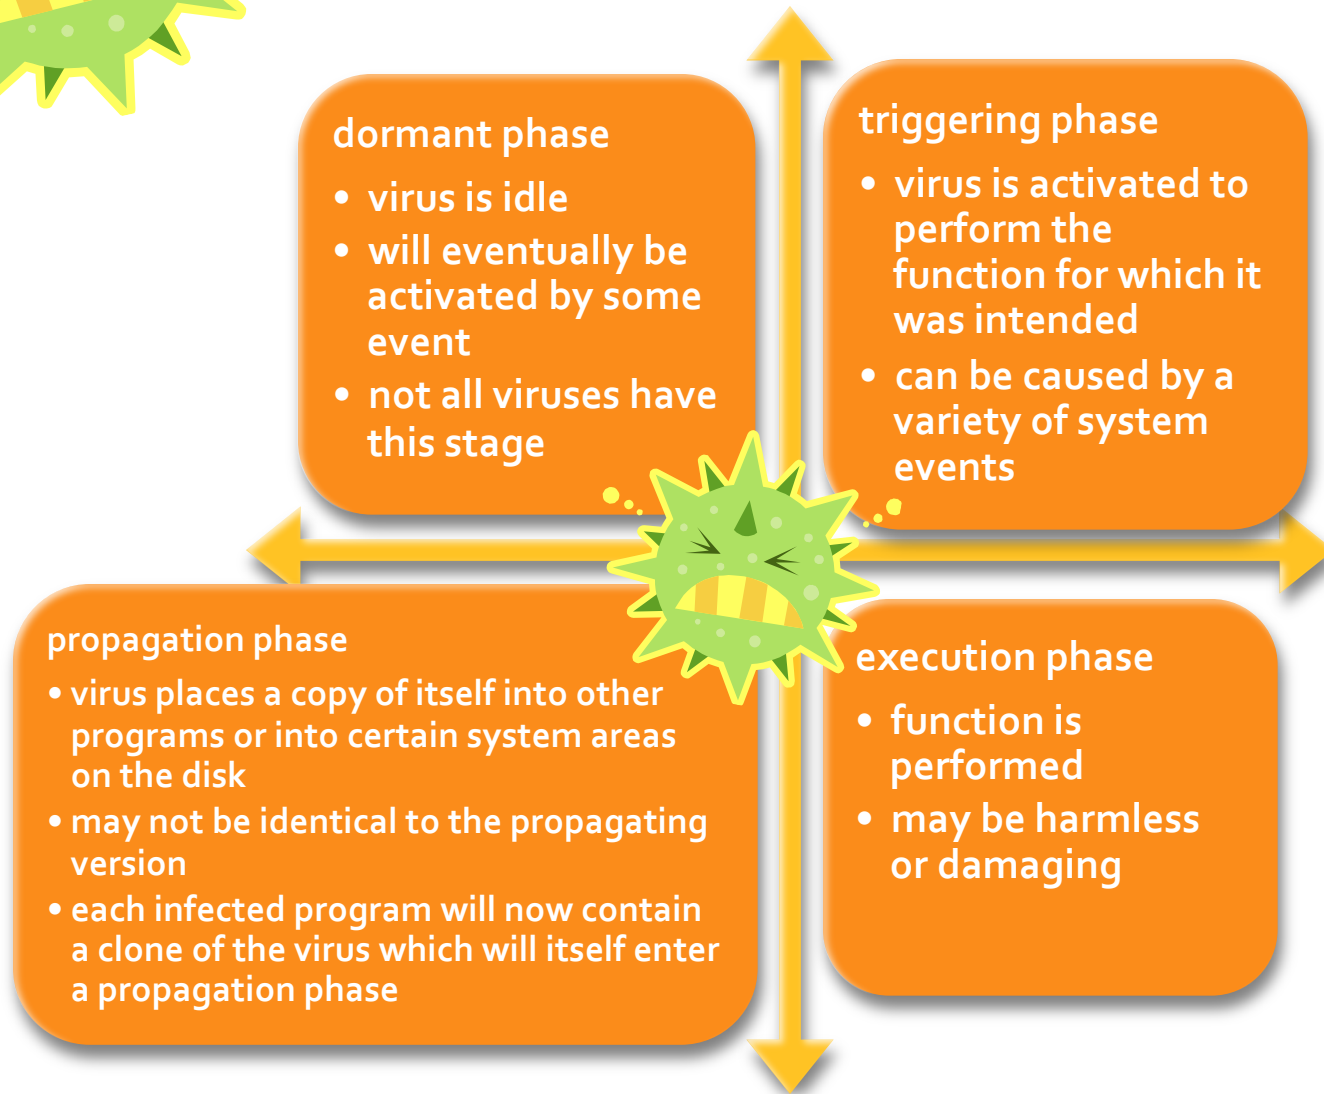 dormant phase
• virus is idle
• will eventually be
activated by some
event
• not all viruses have
this stage
triggering phase
• virus is activated to
perform the
function for which it
was intended
• can be caused by a
variety of system
events
propagation phase
• virus places a copy of itself into other
programs or into certain system areas
on the disk
• may not be identical to the propagating
version
• each infected program will now contain
a clone of the virus which will itself enter
a propagation phase
execution phase
• function is
performed
• may be harmless
or damaging